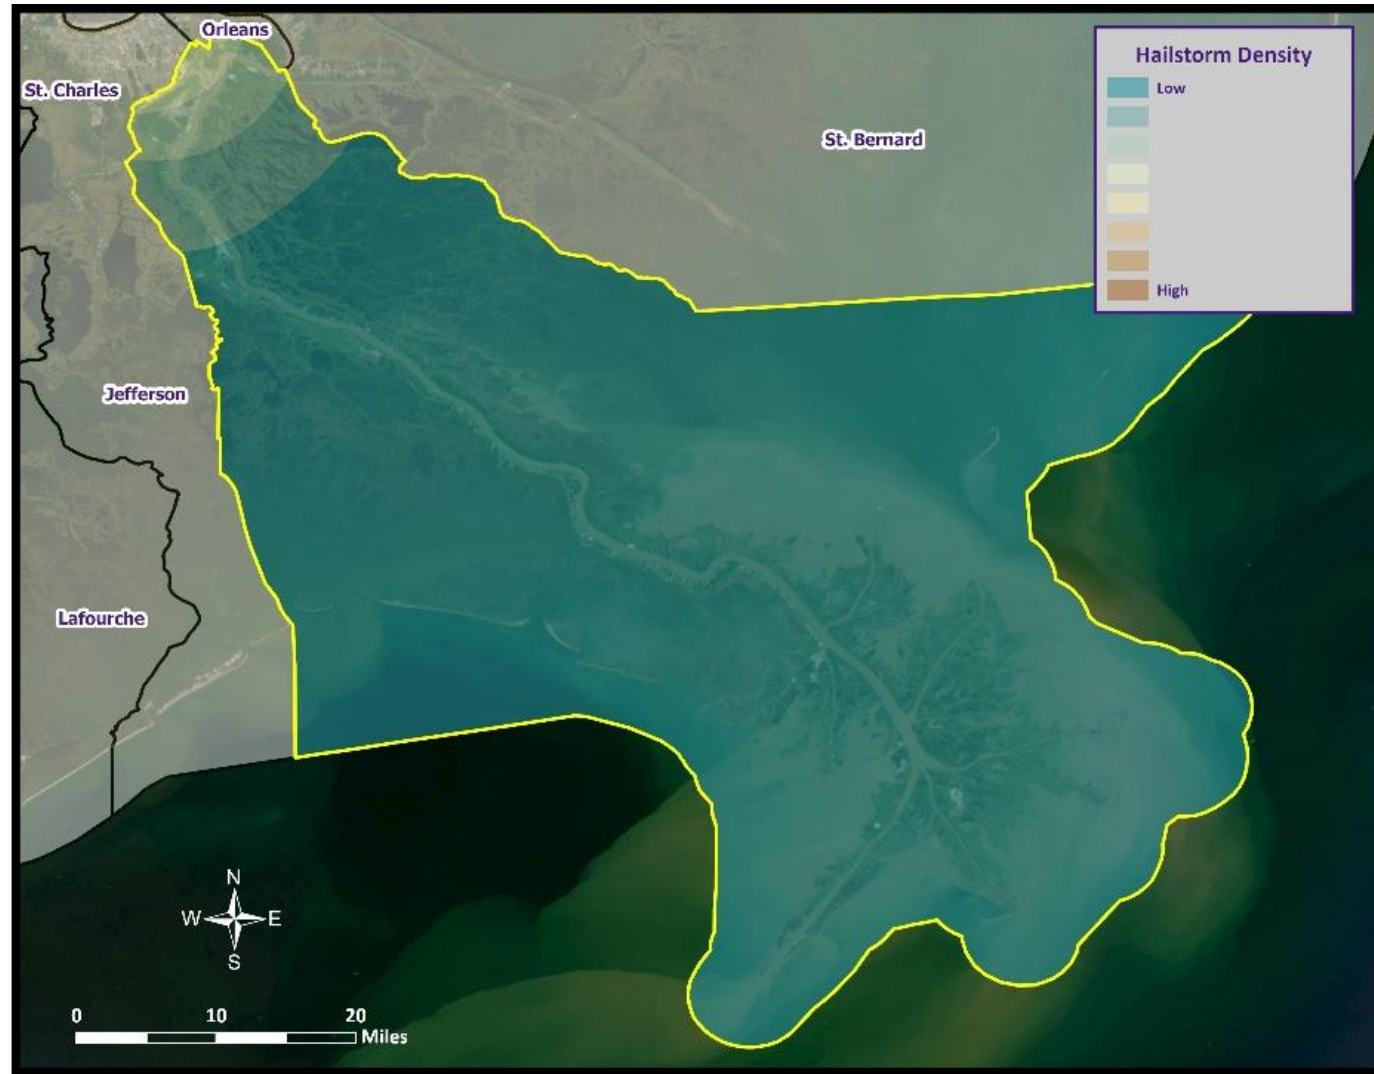 Orleans
Hailstorm Density
St. Charles
Low
St. Bernard
High
Jefferson
Lafourche
N
W E
S
0 10 20
Miles